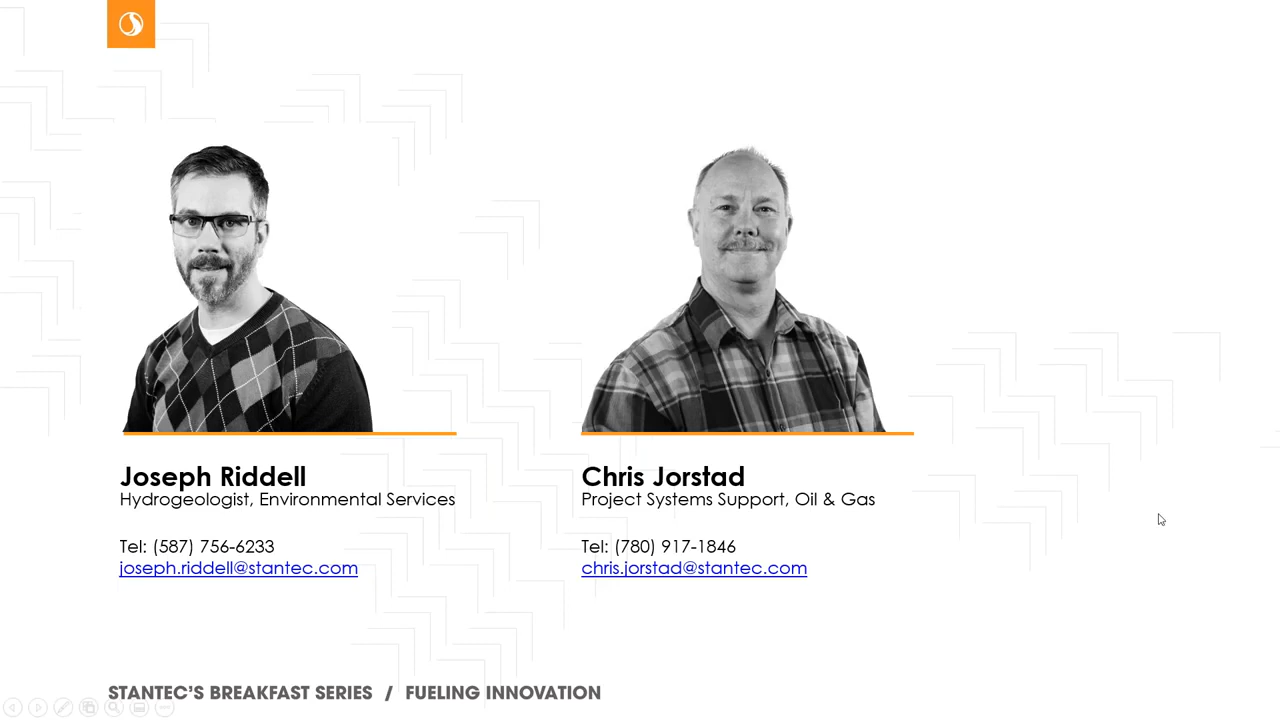 Joseph Riddell
Hydrogeologist, Environmental Services
Tel: (587) 756-6233
joseph.riddell@stantec.com
Chris Jorstad
Project Systems Support, Oil & Gas
Tel: (780) 917-1846
chris.jorstad@stantec.com
STANTEC'S BREAKFAST SERIES / FUELING INNOVATION